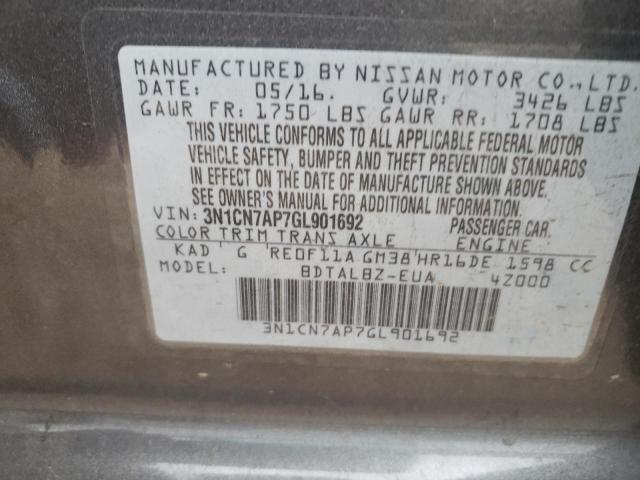 MANUFACTURED BY NISSAN MOTOR CO., LTD.
DATE: 05/16. GVWR: 3426 LBS
GAWR FR: 1750 LBS GAWR RR: 1708 LBS
THIS VEHICLE CONFORMS TO ALL APPLICABLE FEDERAL MOTOR
VEHICLE SAFETY, BUMPER AND THEFT PREVENTION STANDARDS
IN EFFECT ON THE DATE OF MANUFACTURE SHOWN ABOVE.
SEE OWNER'S MANUAL FOR ADDITIONAL INFORMATION.
VIN: 3N1CN7AP7GL901692 PASSENGER CAR.
COLOR TRIM TRANS AXLE ENGINE
KAD G RE0F11A GM38 HR16DE 1598 CC
MODEL: BDTALBZ-EUA 4Z000
3N1CN7AP7GL901692